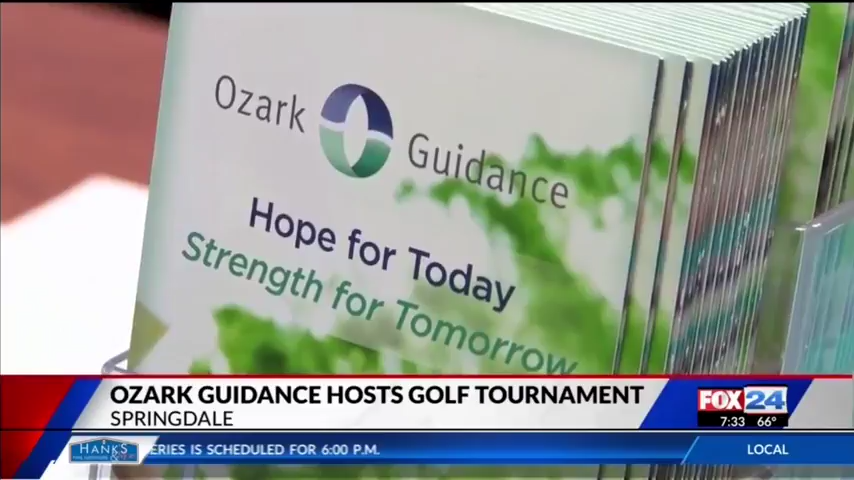 Ozark Guidance
Hope for Today
Strength for Tomorrow
OZARK GUIDANCE HOSTS GOLF TOURNAMENT
SPRINGDALE
FOX 24
7:33 66°
HANK'S
ERIES IS SCHEDULED FOR 6:00 P.M.
LOCAL